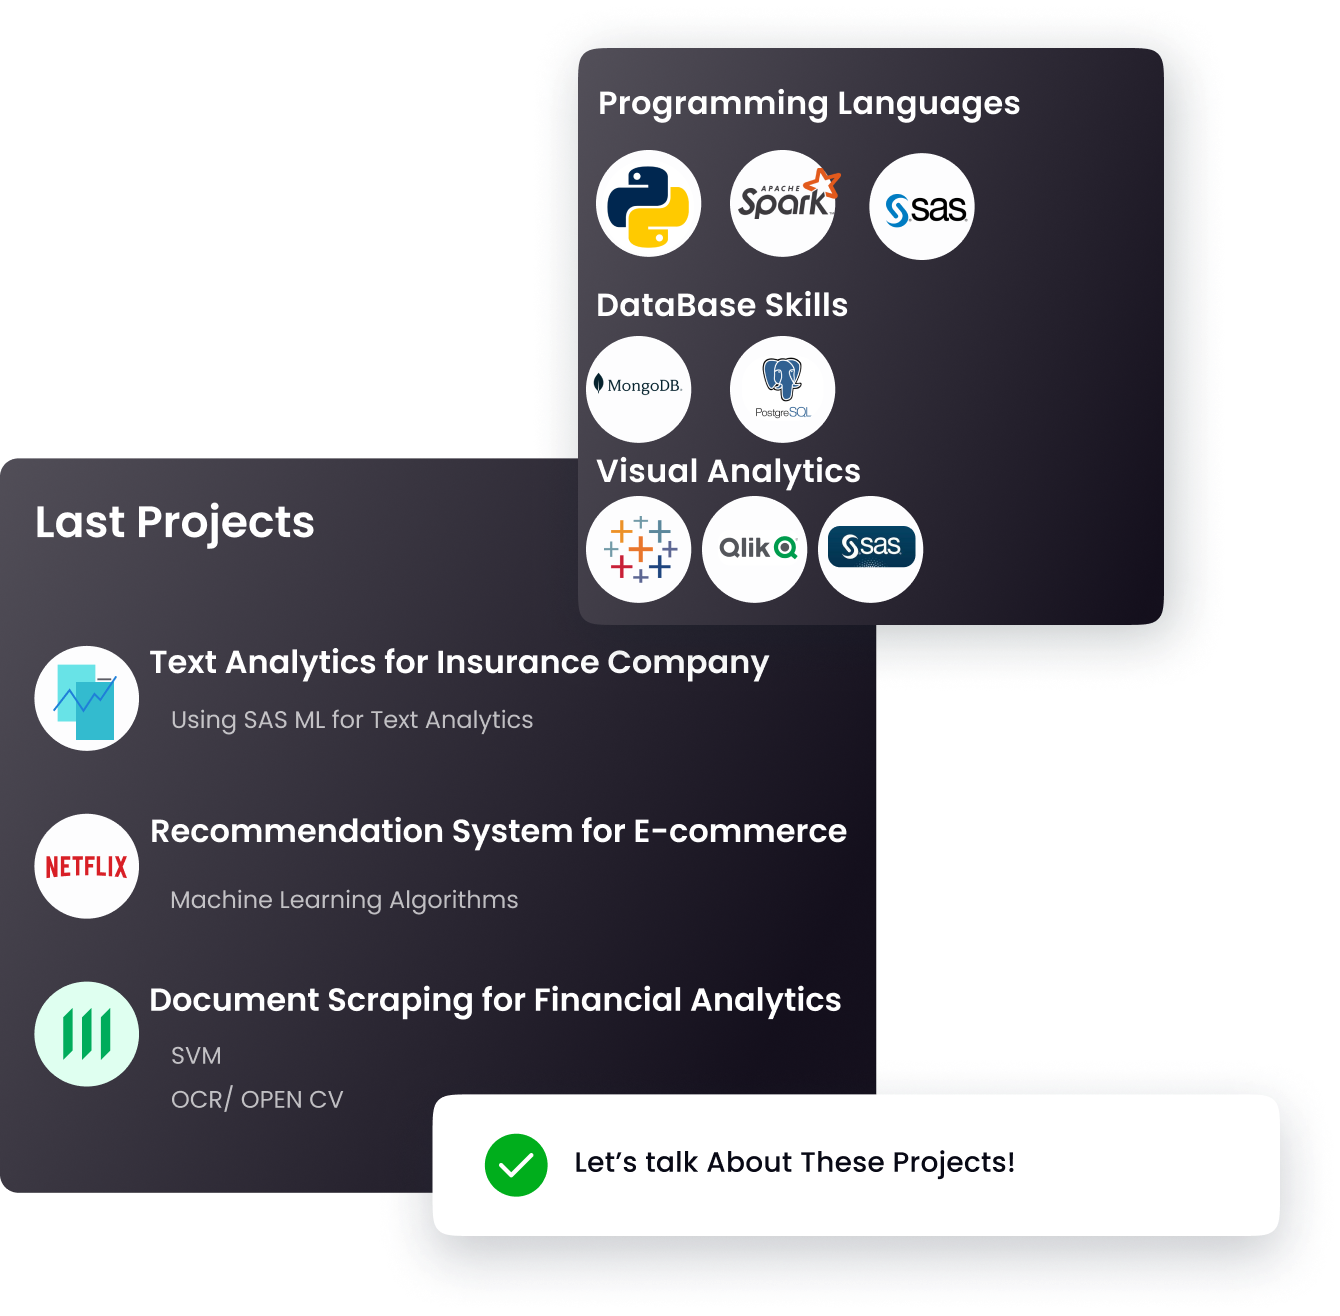 Programming Languages
APACHE
Spark
sas
DataBase Skills
MongoDB
PostgreSQL
Visual Analytics
Qlik
sas
Last Projects
Text Analytics for Insurance Company
Using SAS ML for Text Analytics
Recommendation System for E-commerce
NETFLIX
Machine Learning Algorithms
Document Scraping for Financial Analytics
SVM
OCR/ OPEN CV
Let’s talk About These Projects!